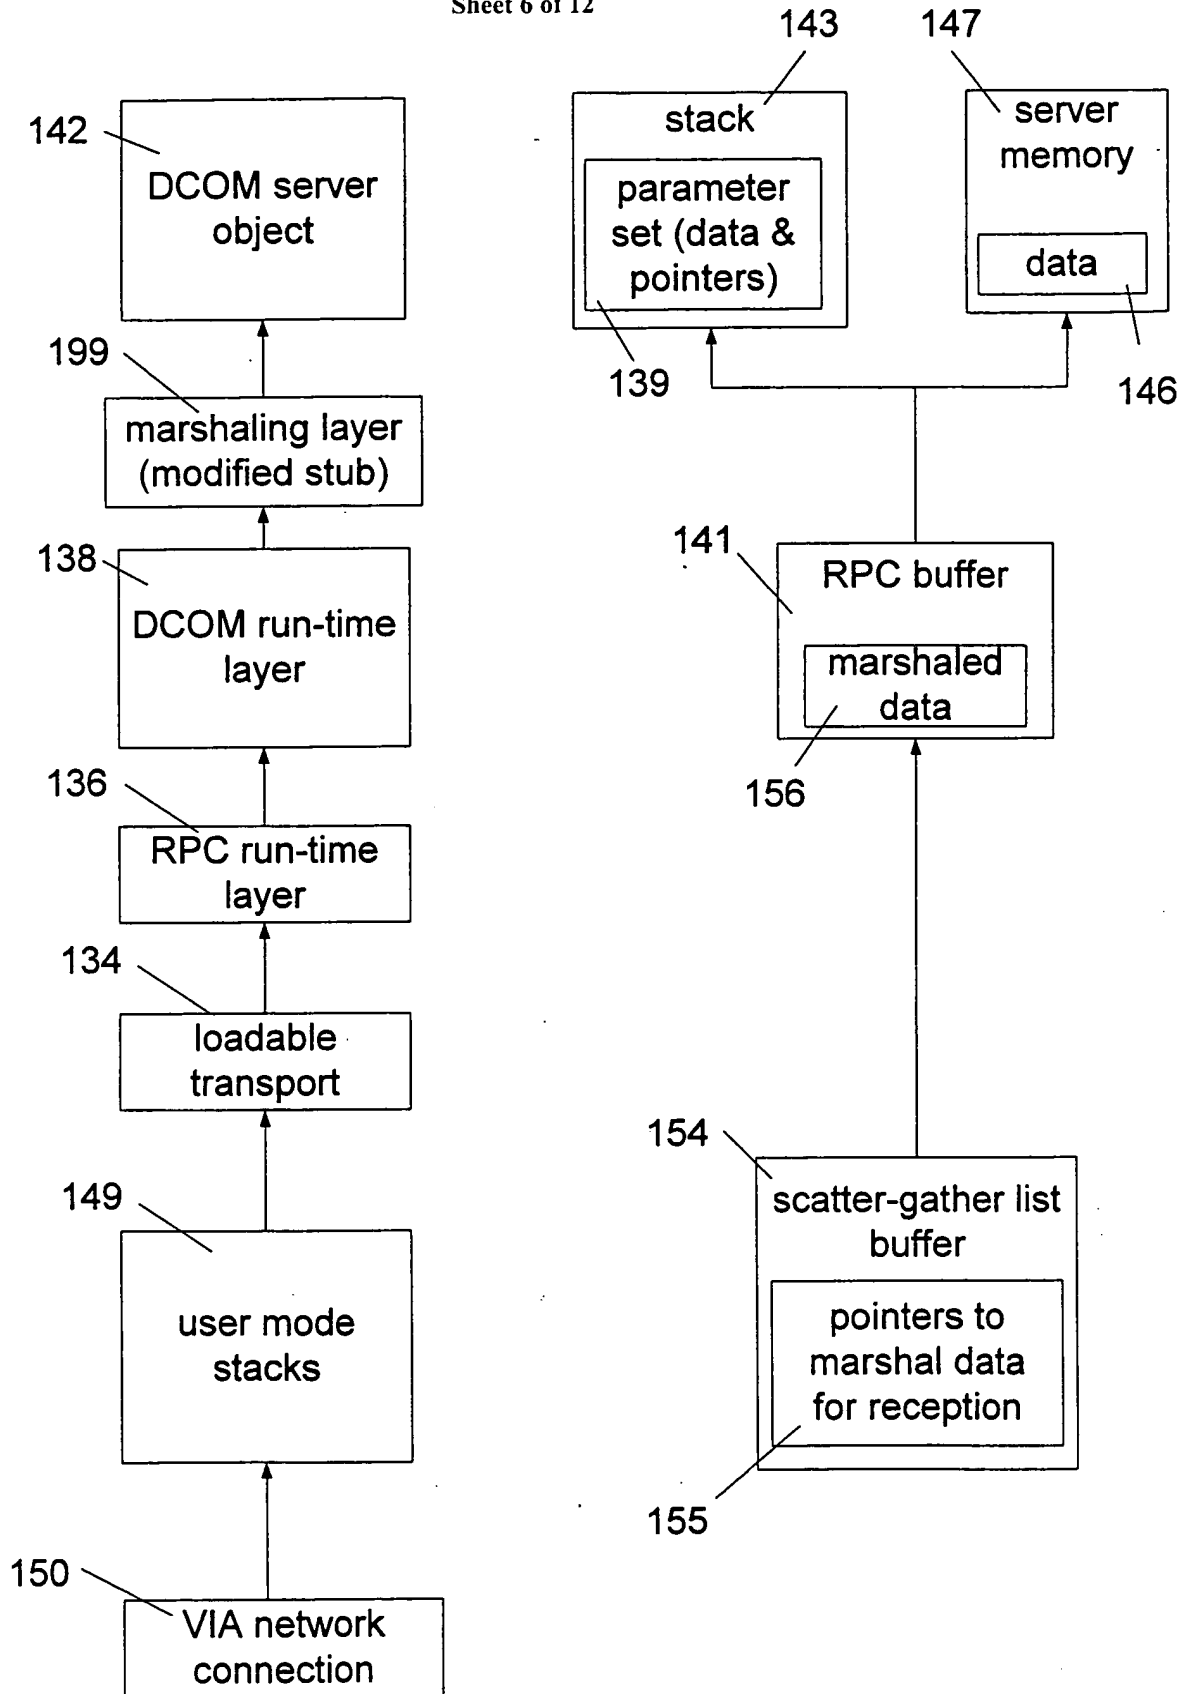 Sheet 6 of 12
143
147
142
DCOM server
object
stack
parameter
set (data &
pointers)
139
server
memory
data
146
199
marshaling layer
(modified stub)
138
DCOM run-time
layer
141
RPC buffer
marshaled
data
156
136
RPC run-time
layer
134
loadable
transport
154
scatter-gather list
buffer
pointers to
marshal data
for reception
155
149
user mode
stacks
150
VIA network
connection